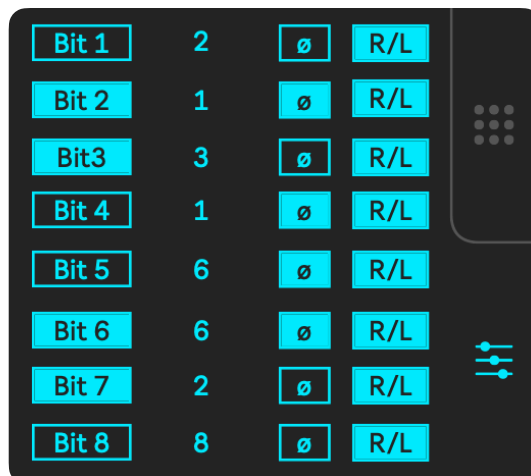 Bit 1 2 ø R/L
Bit 2 1 ø R/L
Bit3 3 ø R/L
Bit 4 1 ø R/L
Bit 5 6 ø R/L
Bit 6 6 ø R/L
Bit 7 2 ø R/L
Bit 8 8 ø R/L